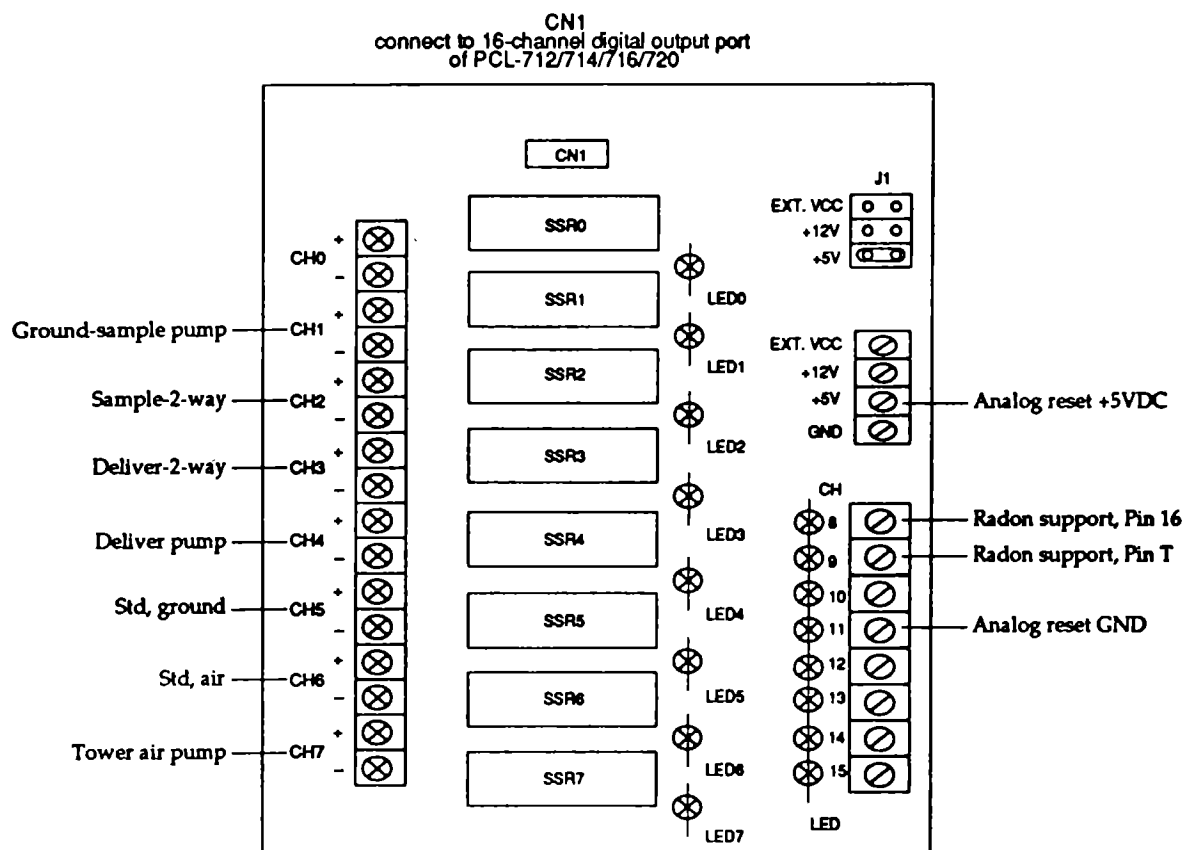 CN1
connect to 16-channel digital output port
of PCL-712/714/716/720
CN1
J1
EXT. VCC
+12V
+5V
SSR0
SSR1
SSR2
SSR3
SSR4
SSR5
SSR6
SSR7
LED0
LED1
LED2
LED3
LED4
LED5
LED6
LED7
CH0 + −
Ground-sample pump CH1 + −
Sample-2-way CH2 + −
Deliver-2-way CH3 + −
Deliver pump CH4 + −
Std, ground CH5 + −
Std, air CH6 + −
Tower air pump CH7 + −
EXT. VCC
+12V
+5V Analog reset +5VDC
GND
CH
8 Radon support, Pin 16
9 Radon support, Pin T
10
11 Analog reset GND
12
13
14
15
LED